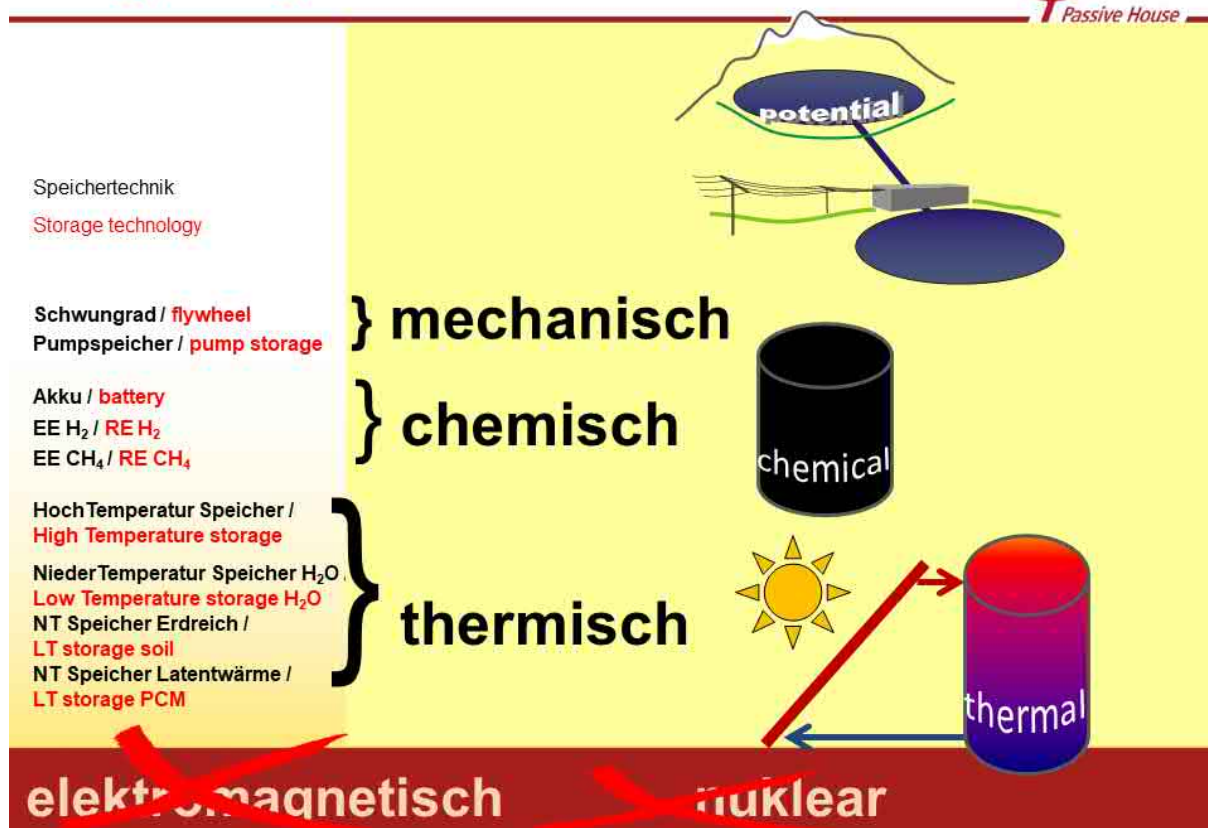 Passive House
Speichertechnik
Storage technology
Schwungrad / flywheel
Pumpspeicher / pump storage
} mechanisch
Akku / battery
EE H₂ / RE H₂
EE CH₄ / RE CH₄
} chemisch
HochTemperatur Speicher /
High Temperature storage
NiederTemperatur Speicher H₂O
Low Temperature storage H₂O
NT Speicher Erdreich /
LT storage soil
NT Speicher Latentwärme /
LT storage PCM
} thermisch
potential
chemical
thermal
elektromagnetisch
nuklear